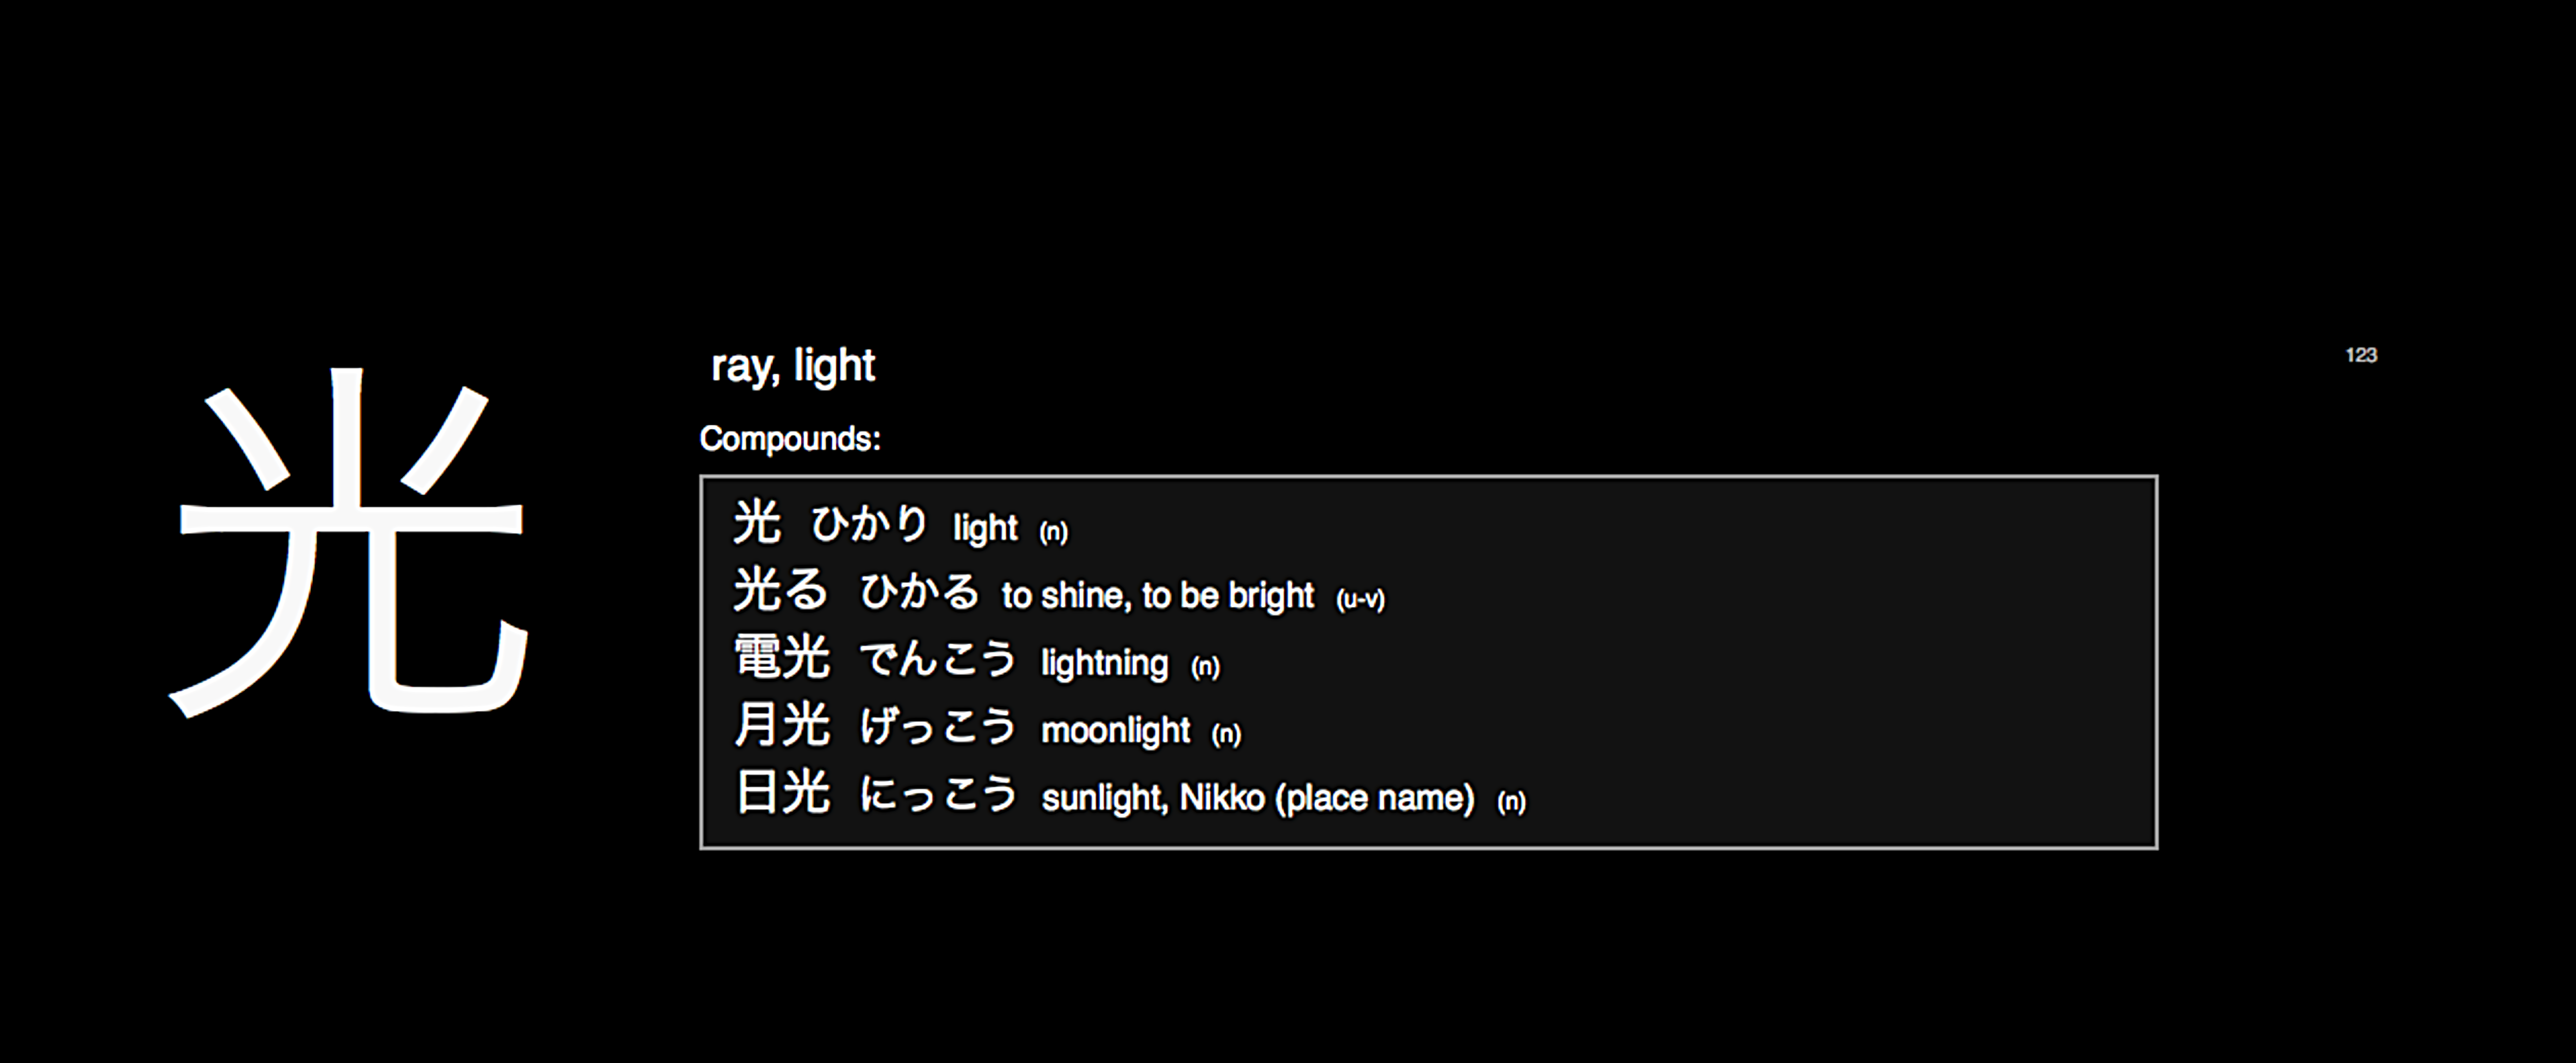 光
ray, light
123
Compounds:
光 ひかり light (n)
光る ひかる to shine, to be bright (u-v)
電光 でんこう lightning (n)
月光 げっこう moonlight (n)
日光 にっこう sunlight, Nikko (place name) (n)